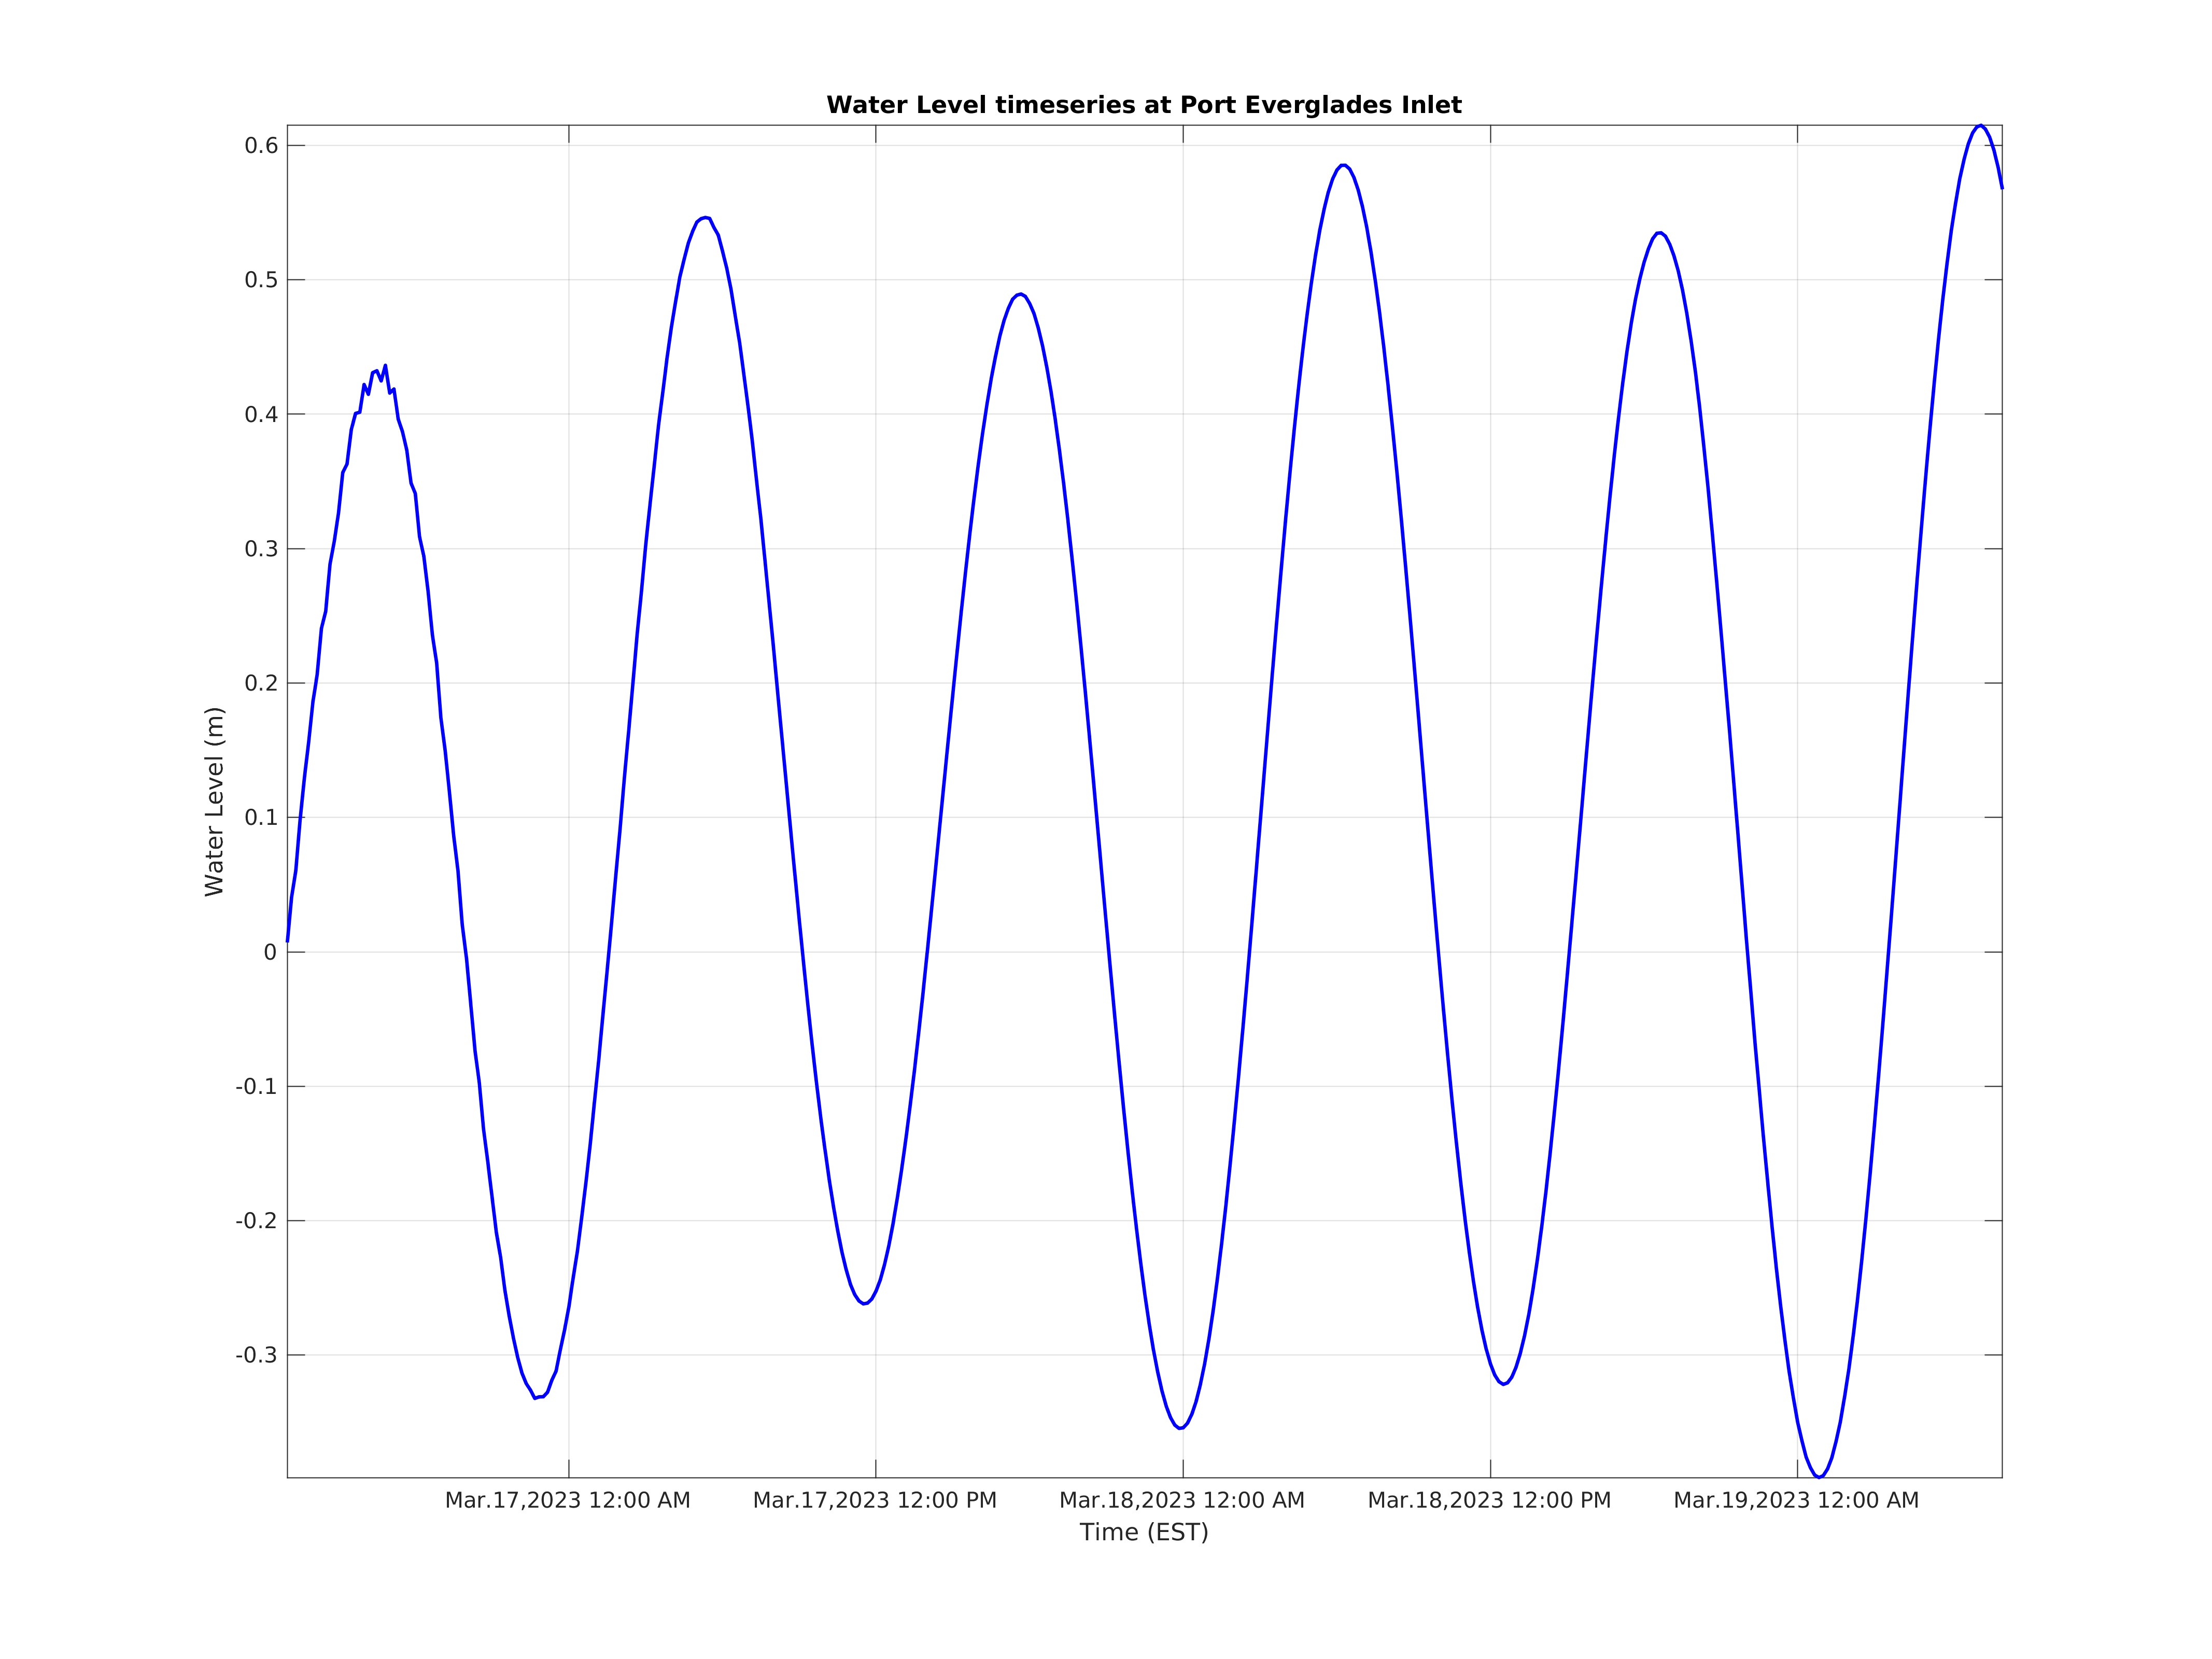 Water Level timeseries at Port Everglades Inlet
0.6
0.5
0.4
0.3
0.2
0.1
0
-0.1
-0.2
-0.3
Water Level (m)
Mar.17,2023 12:00 AM
Mar.17,2023 12:00 PM
Mar.18,2023 12:00 AM
Mar.18,2023 12:00 PM
Mar.19,2023 12:00 AM
Time (EST)